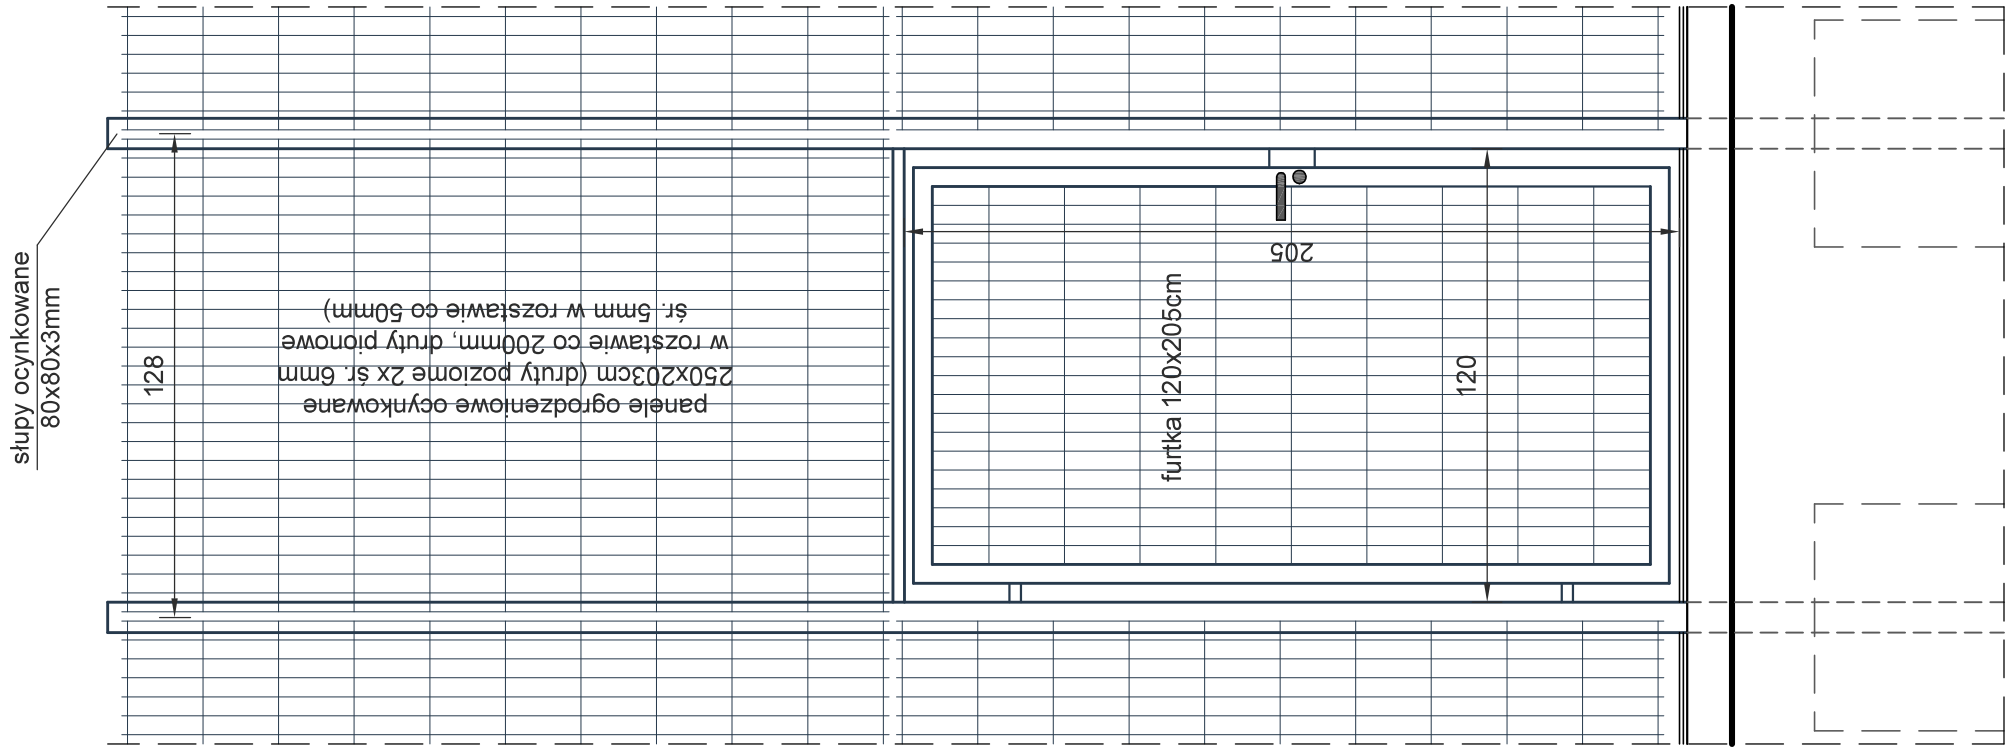 słupy ocynkowane
80x80x3mm
128
panele ogrodzeniowe ocynkowane
250x203cm (druty poziome 2x śr. 6mm
w rozstawie co 200mm, druty pionowe
śr. 5mm w rozstawie co 50mm)
205
furtka 120x205cm
120